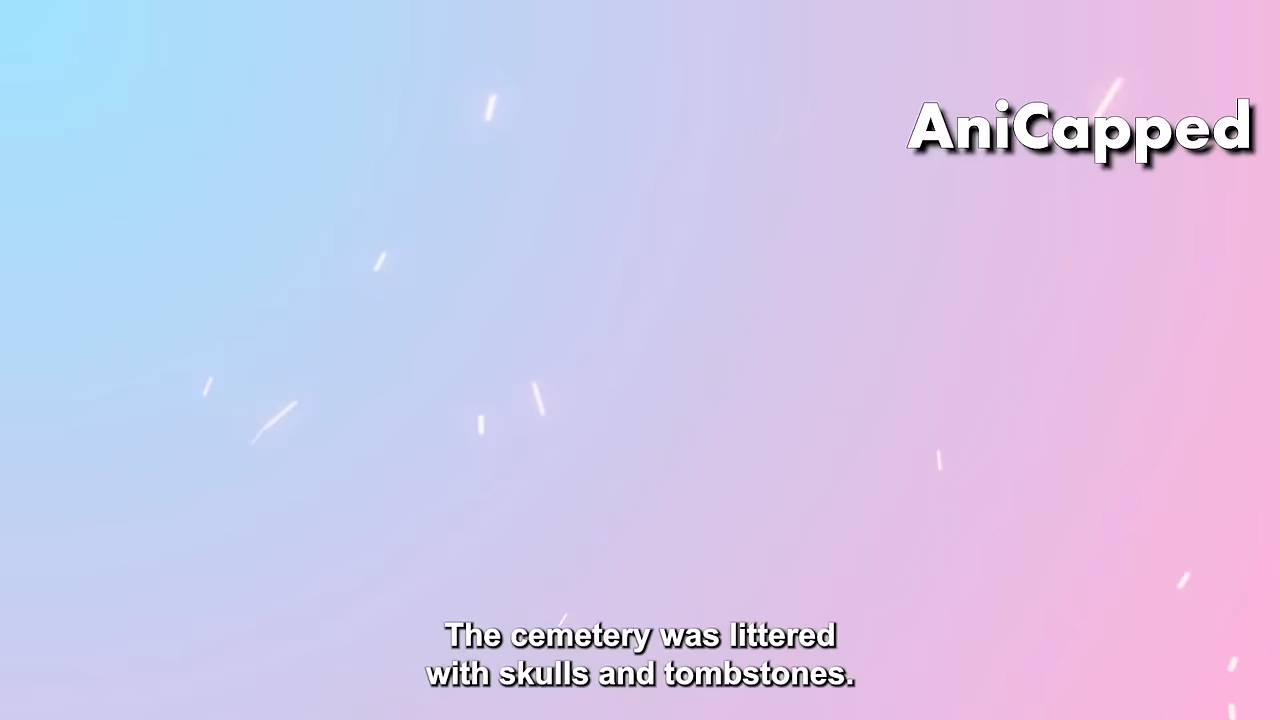 AniCapped
The cemetery was littered
with skulls and tombstones.